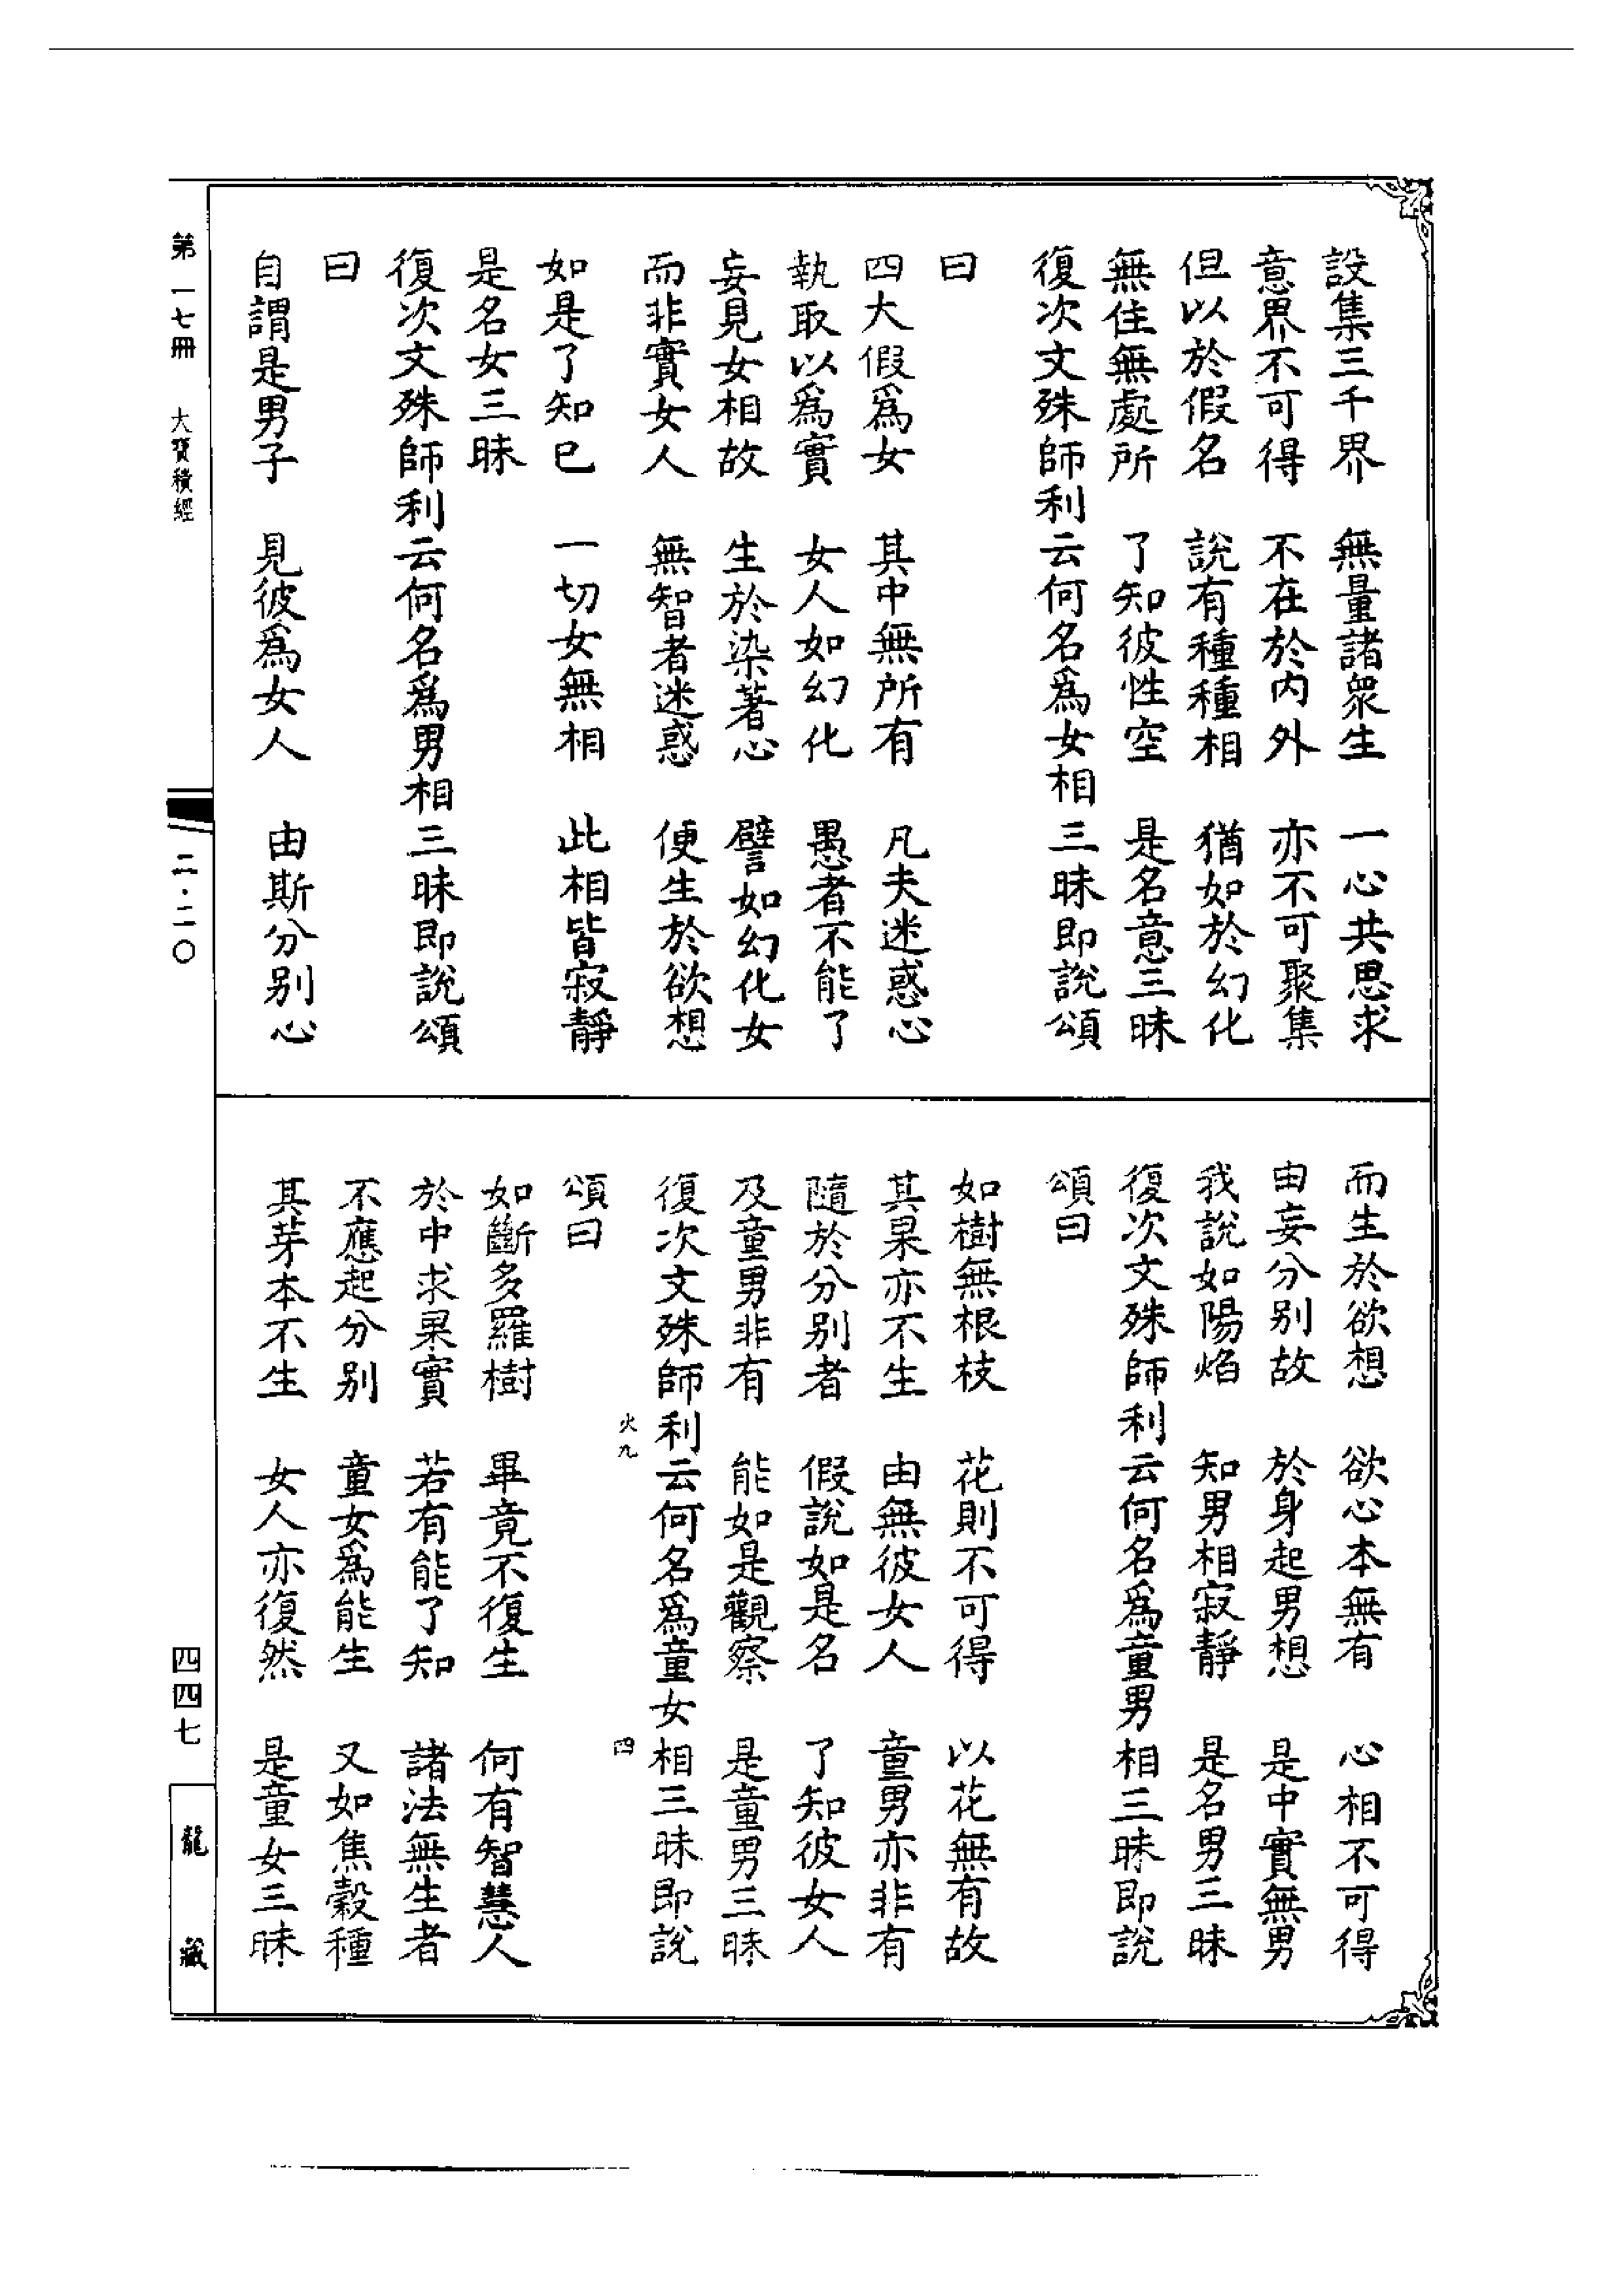 設集三千界　無量諸衆生　一心共思求
意界不可得　不在於内外　亦不可聚集
但以於假名　說有種種相　猶如於幻化
無住無處所　了知彼性空　是名意三昧
復次文殊師利云何名爲女相三昧即說頌
曰
四大假爲女　其中無所有　凡夫迷惑心
執取以爲實　女人如幻化　愚者不能了
妄見女相故　生於染著心　譬如幻化女
而非實女人　無智者迷惑　便生於欲想
如是了知已　一切女無相　此相皆寂靜
是名女三昧
復次文殊師利云何名爲男相三昧即說頌
曰
自謂是男子　見彼爲女人　由斯分別心
而生於欲想　欲心本無有　心相不可得
由妄分別故　於身起男想　是中實無男
我說如陽焰　知男相寂靜　是名男三昧
復次文殊師利云何名爲童男相三昧即說
頌曰
如樹無根枝　花則不可得　以花無有故
其果亦不生　由無彼女人　童男亦非有
隨於分別者　假說如是名　了知彼女人
及童男非有　能如是觀察　是童男三昧
復次文殊師利云何名爲童女相三昧即說
火九　四
頌曰
如斷多羅樹　畢竟不復生　何有智慧人
於中求果實　若有能了知　諸法無生者
不應起分別　童女爲能生　又如焦穀種
其芽本不生　女人亦復然　是童女三昧
第一七冊　大寶積經　二·二〇　四四七　龍藏